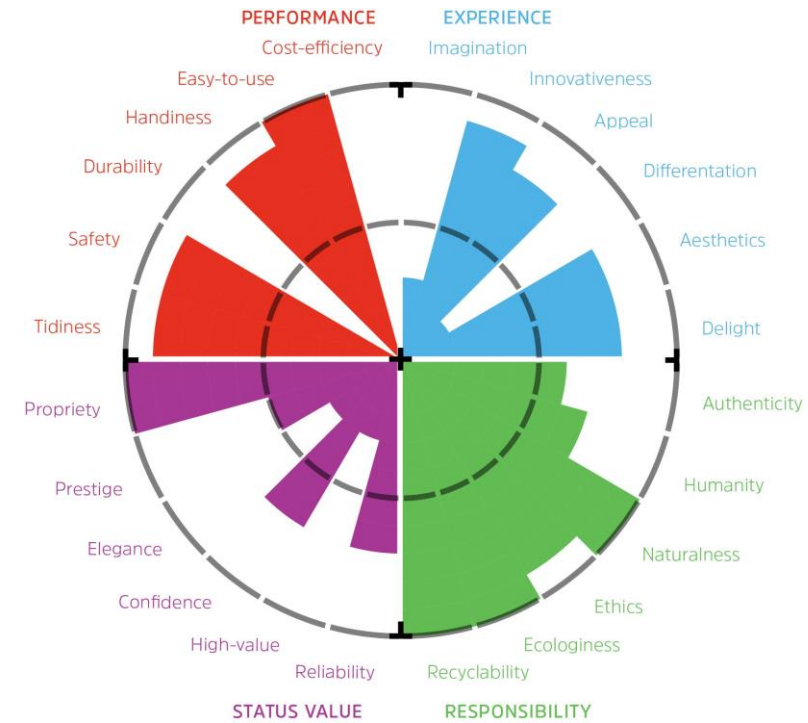 PERFORMANCE
EXPERIENCE
Cost-efficiency
Imagination
Easy-to-use
Innovativeness
Handiness
Appeal
Durability
Differentation
Safety
Aesthetics
Tidiness
Delight
Propriety
Authenticity
Prestige
Humanity
Elegance
Naturalness
Confidence
Ethics
High-value
Ecologiness
Reliability
Recyclability
STATUS VALUE
RESPONSIBILITY